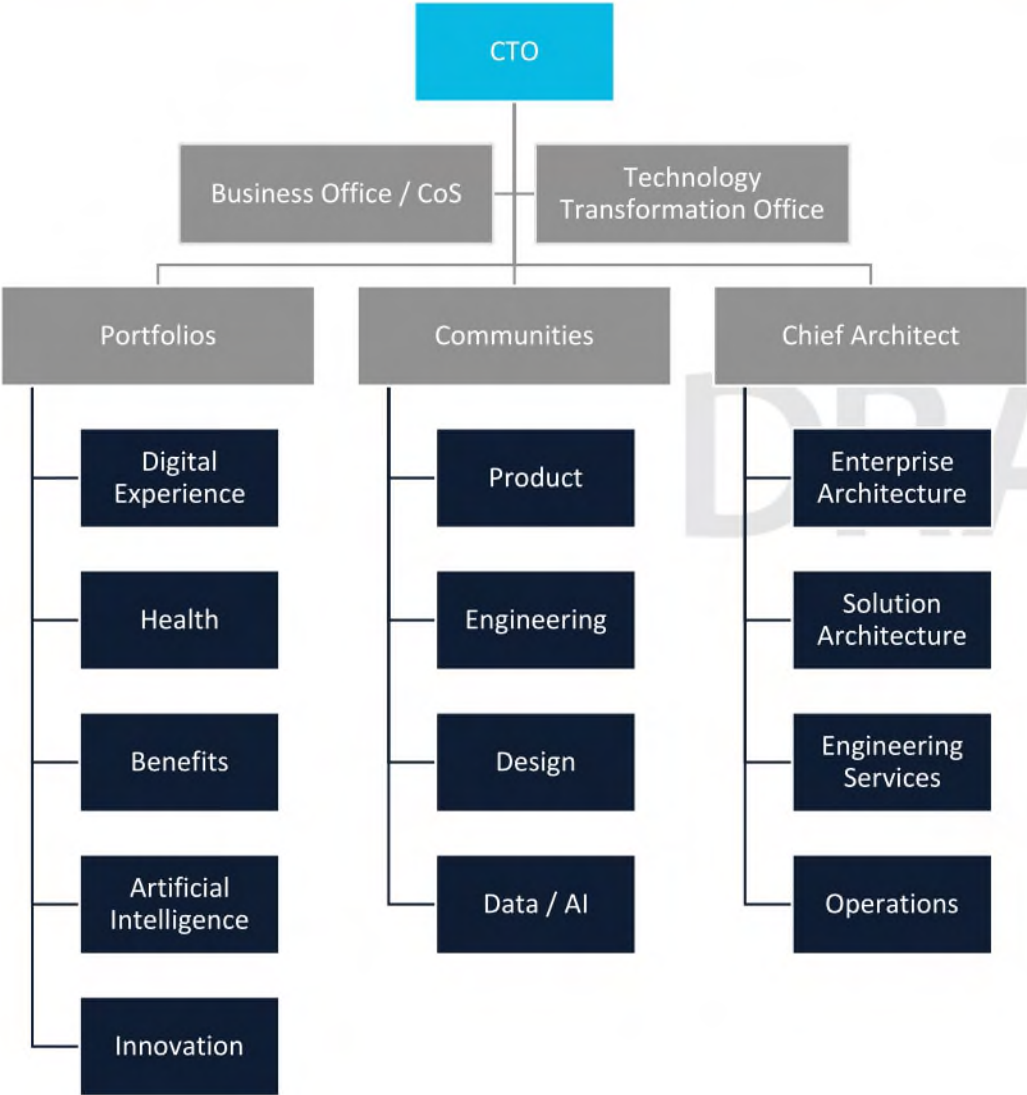 CTO
Business Office / CoS
Technology
Transformation Office
Portfolios
Communities
Chief Architect
Digital
Experience
Health
Benefits
Artificial
Intelligence
Innovation
Product
Engineering
Design
Data / AI
Enterprise
Architecture
Solution
Architecture
Engineering
Services
Operations